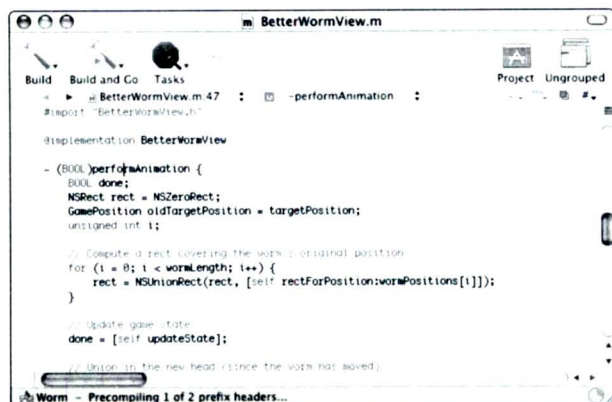 BetterWormView.m
Build Build and Go Tasks Project Ungrouped
BetterWormView.m:47 -performAnimation #
#import "BetterWormView.h"
@implementation BetterWormView
- (BOOL)performAnimation {
BOOL done;
NSRect rect = NSZeroRect;
GamePosition oldTargetPosition = targetPosition;
unsigned int i;
// Compute a rect covering the worm's original position
for (i = 0; i < wormLength; i++) {
rect = NSUnionRect(rect, [self rectForPosition:wormPositions[i]]);
}
// Update game state
done = [self updateState];
// Union in the new head (since the worm has moved)
Worm - Precompiling 1 of 2 prefix headers...